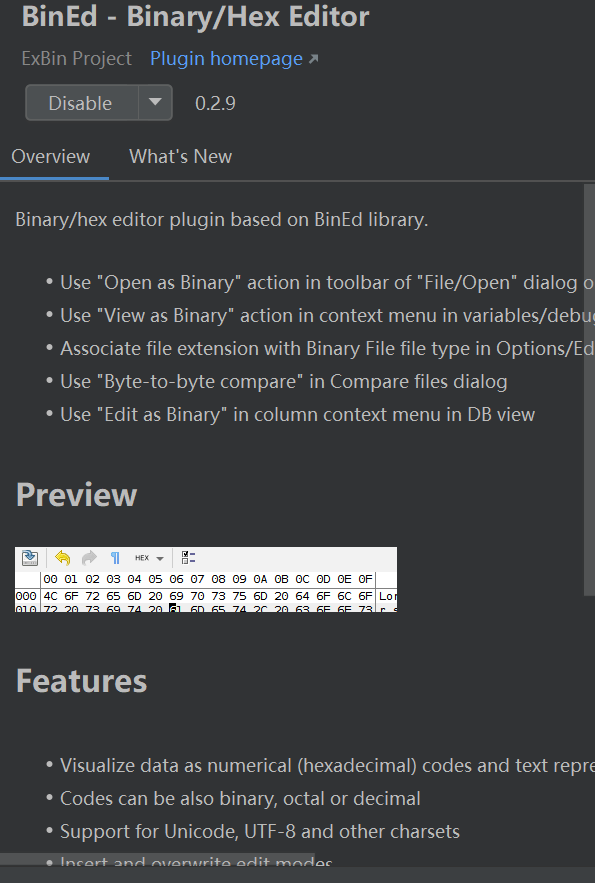 BinEd - Binary/Hex Editor
ExBin Project Plugin homepage
Disable 0.2.9
Overview What's New
Binary/hex editor plugin based on BinEd library.
• Use "Open as Binary" action in toolbar of "File/Open" dialog o
• Use "View as Binary" action in context menu in variables/debu
• Associate file extension with Binary File file type in Options/Ed
• Use "Byte-to-byte compare" in Compare files dialog
• Use "Edit as Binary" in column context menu in DB view
Preview
HEX
00 01 02 03 04 05 06 07 08 09 0A 0B 0C 0D 0E 0F
000 4C 6F 72 65 6D 20 69 70 73 75 6D 20 64 6F 6C 6F Lor
010 72 20 73 69 74 20 61 6D 65 74 2C 20 63 6F 6E 73 r s
Features
• Visualize data as numerical (hexadecimal) codes and text repre
• Codes can be also binary, octal or decimal
• Support for Unicode, UTF-8 and other charsets
• Insert and overwrite edit modes